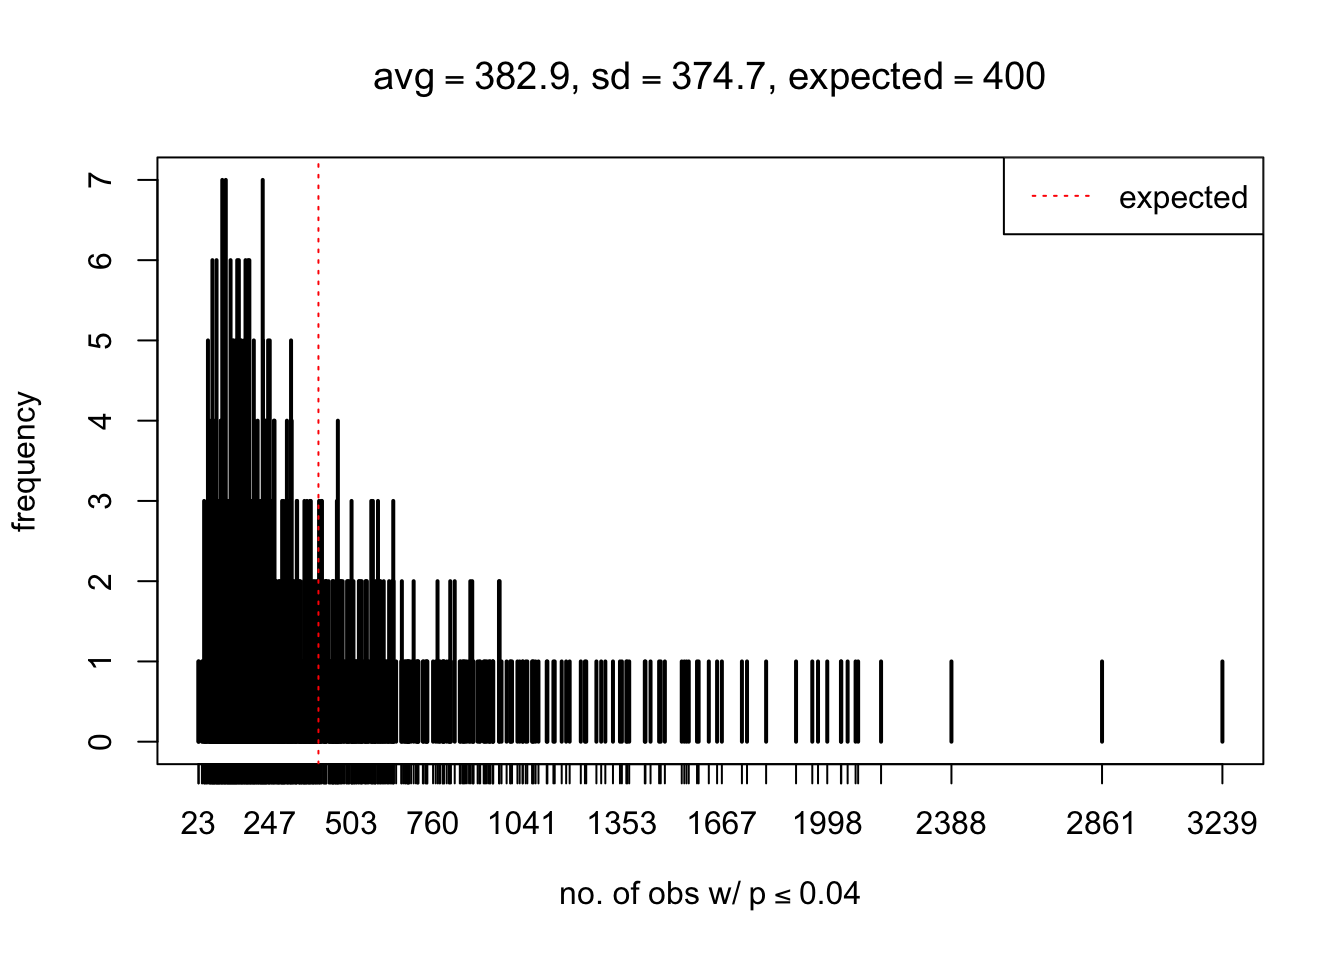 avg = 382.9, sd = 374.7, expected = 400
expected
7
6
5
4
3
2
1
0
frequency
23 247 503 760 1041 1353 1667 1998 2388 2861 3239
no. of obs w/ p ≤ 0.04